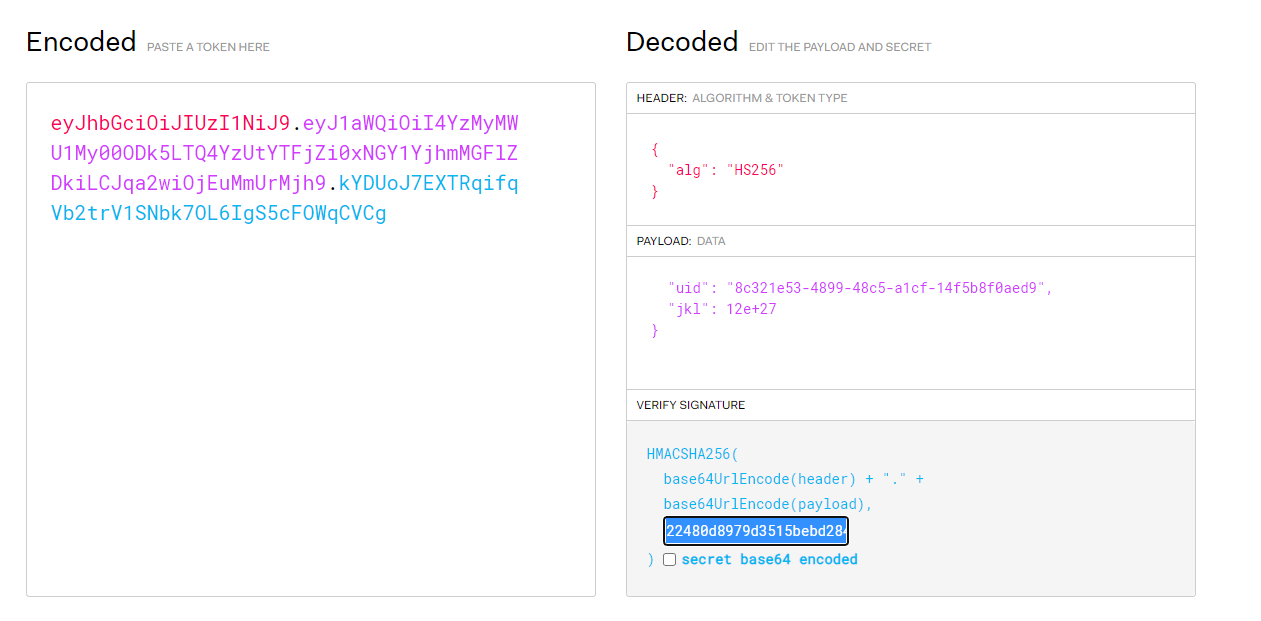 Encoded PASTE A TOKEN HERE
eyJhbGciOiJIUzI1NiJ9.eyJ1aWQiOiI4YzMyMW
U1My00ODk5LTQ4YzUtYTFjZi0xNGY1YjhmMGFlZ
DkiLCJqa2wiOjEuMmUrMjh9.kYDUoJ7EXTRqifq
Vb2trV1SNbk7OL6IgS5cFOWqCVCg
Decoded EDIT THE PAYLOAD AND SECRET
HEADER: ALGORITHM & TOKEN TYPE
{
"alg": "HS256"
}
PAYLOAD: DATA
"uid": "8c321e53-4899-48c5-a1cf-14f5b8f0aed9",
"jkl": 12e+27
}
VERIFY SIGNATURE
HMACSHA256(
base64UrlEncode(header) + "." +
base64UrlEncode(payload),
22480d8979d3515bebd28
) secret base64 encoded